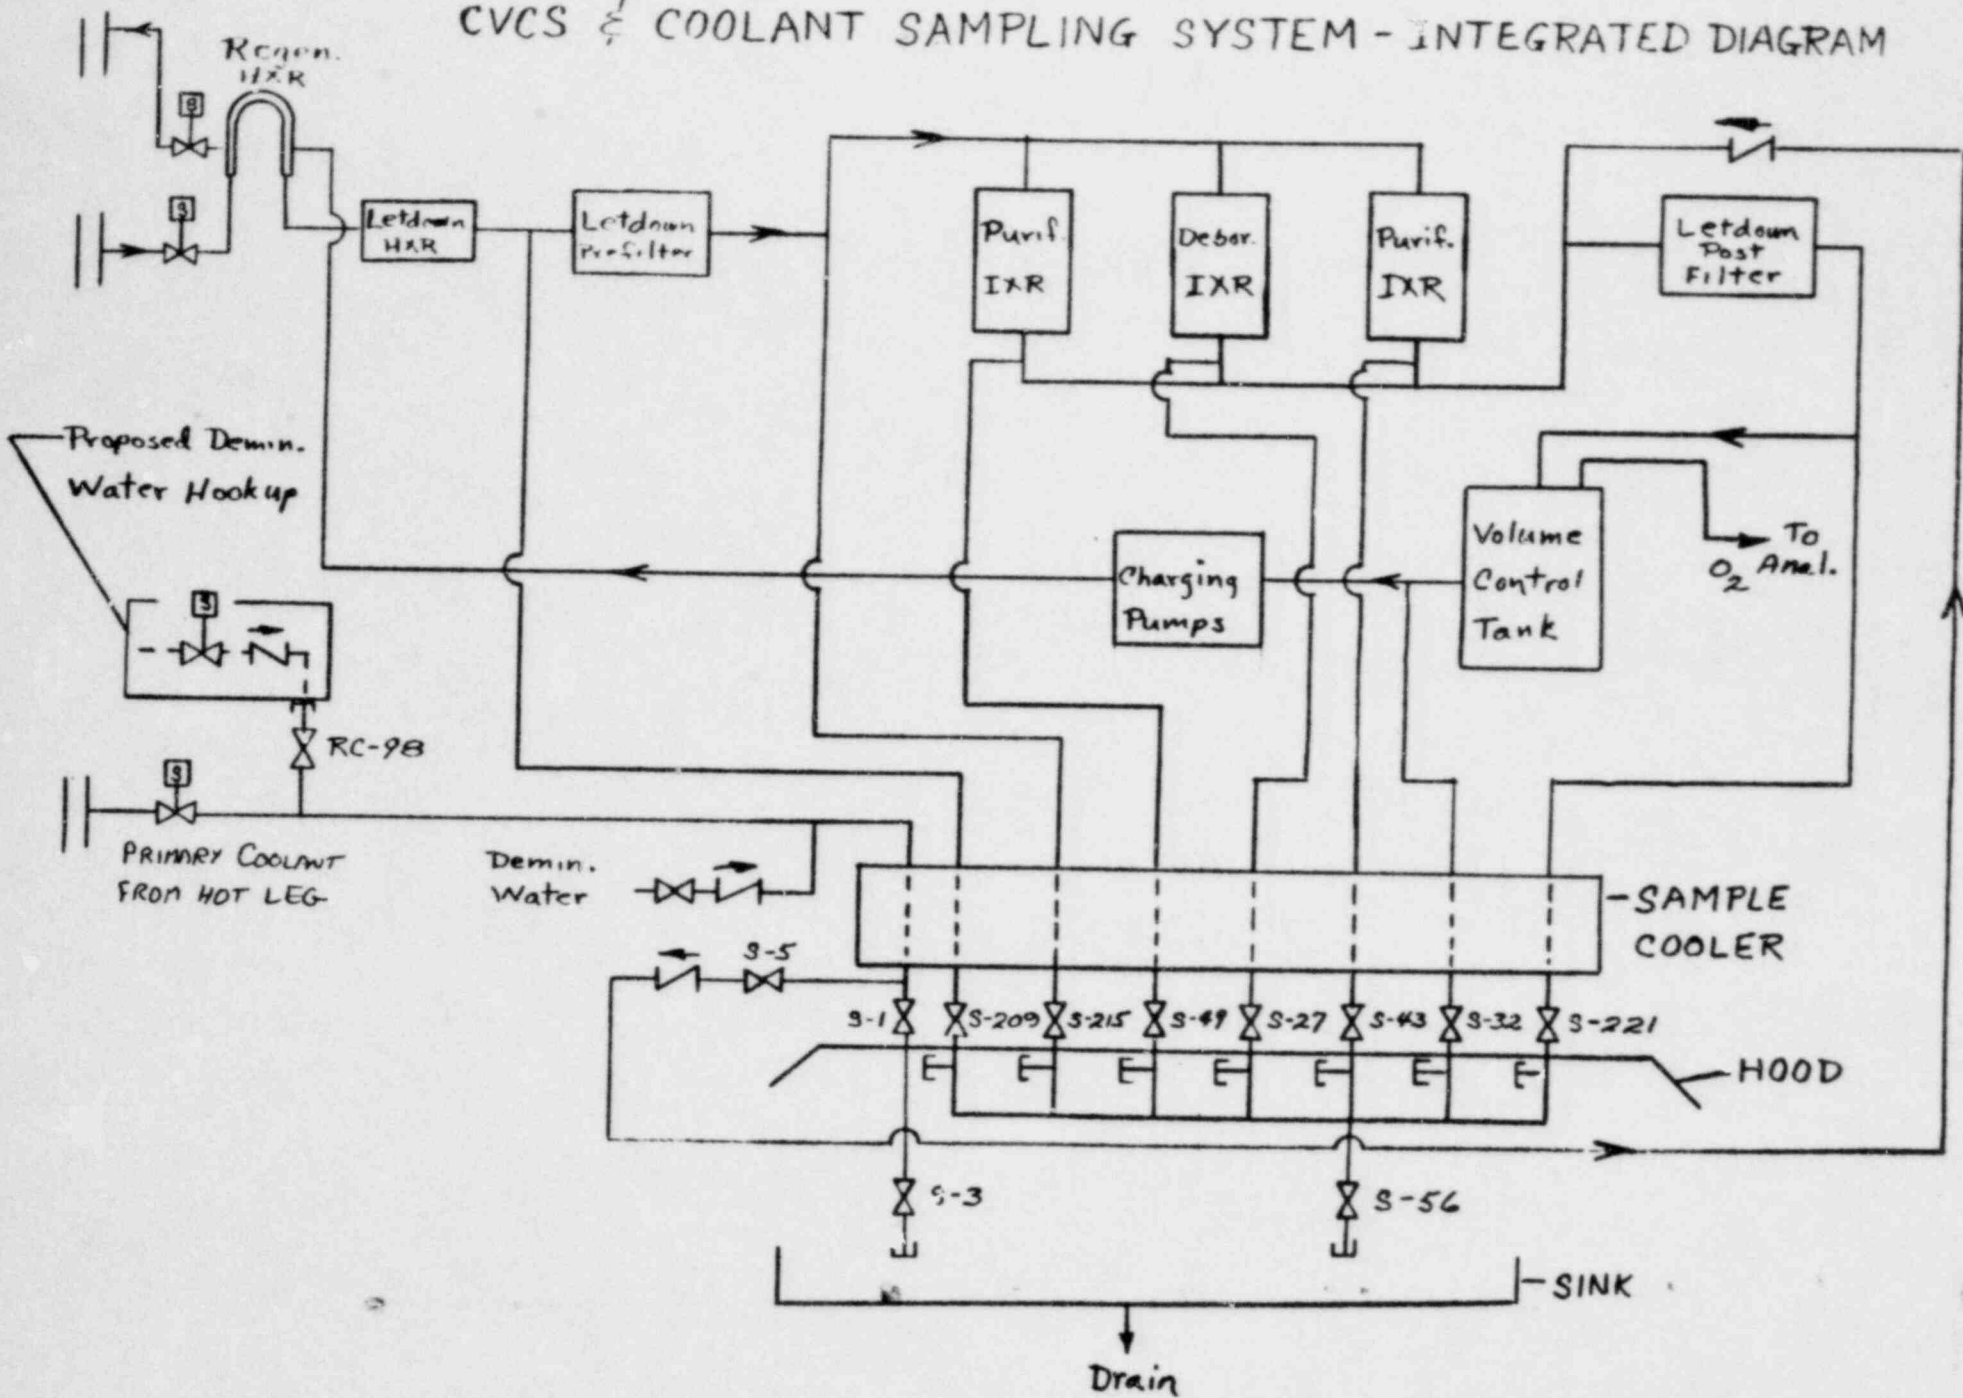 CVCS & COOLANT SAMPLING SYSTEM - INTEGRATED DIAGRAM
Regen.
HXR
S
S
Letdown
HXR
Letdown
Prefilter
Purif.
IXR
Debor.
IXR
Purif.
IXR
Letdown
Post
Filter
Proposed Demin.
Water Hookup
S
RC-98
Charging
Pumps
Volume
Control
Tank
To
O2 Anal.
S
PRIMARY COOLANT
FROM HOT LEG
Demin.
Water
SAMPLE
COOLER
S-5
S-1
S-209
S-215
S-49
S-27
S-43
S-32
S-221
HOOD
S-3
S-56
SINK
Drain